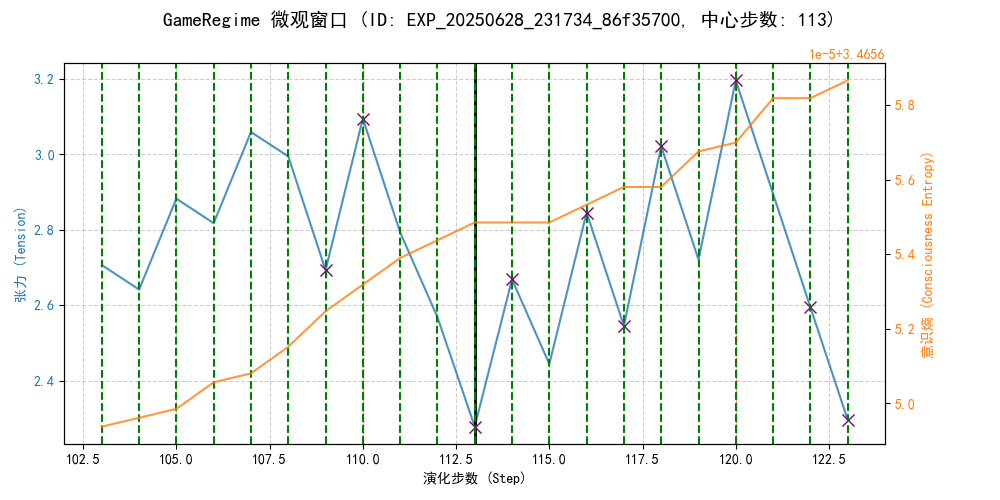 GameRegime 微观窗口 (ID: EXP_20250628_231734_86f35700, 中心步数: 113)
1e-5+3.4656
3.2
3.0
2.8
2.6
2.4
张力 (Tension)
5.8
5.6
5.4
5.2
5.0
意识熵 (Consciousness Entropy)
102.5 105.0 107.5 110.0 112.5 115.0 117.5 120.0 122.5
演化步数 (Step)